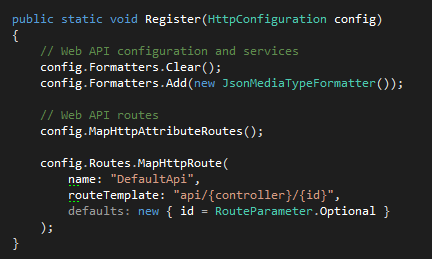 public static void Register(HttpConfiguration config)
{
    // Web API configuration and services
    config.Formatters.Clear();
    config.Formatters.Add(new JsonMediaTypeFormatter());

    // Web API routes
    config.MapHttpAttributeRoutes();

    config.Routes.MapHttpRoute(
        name: "DefaultApi",
        routeTemplate: "api/{controller}/{id}",
        defaults: new { id = RouteParameter.Optional }
    );
}